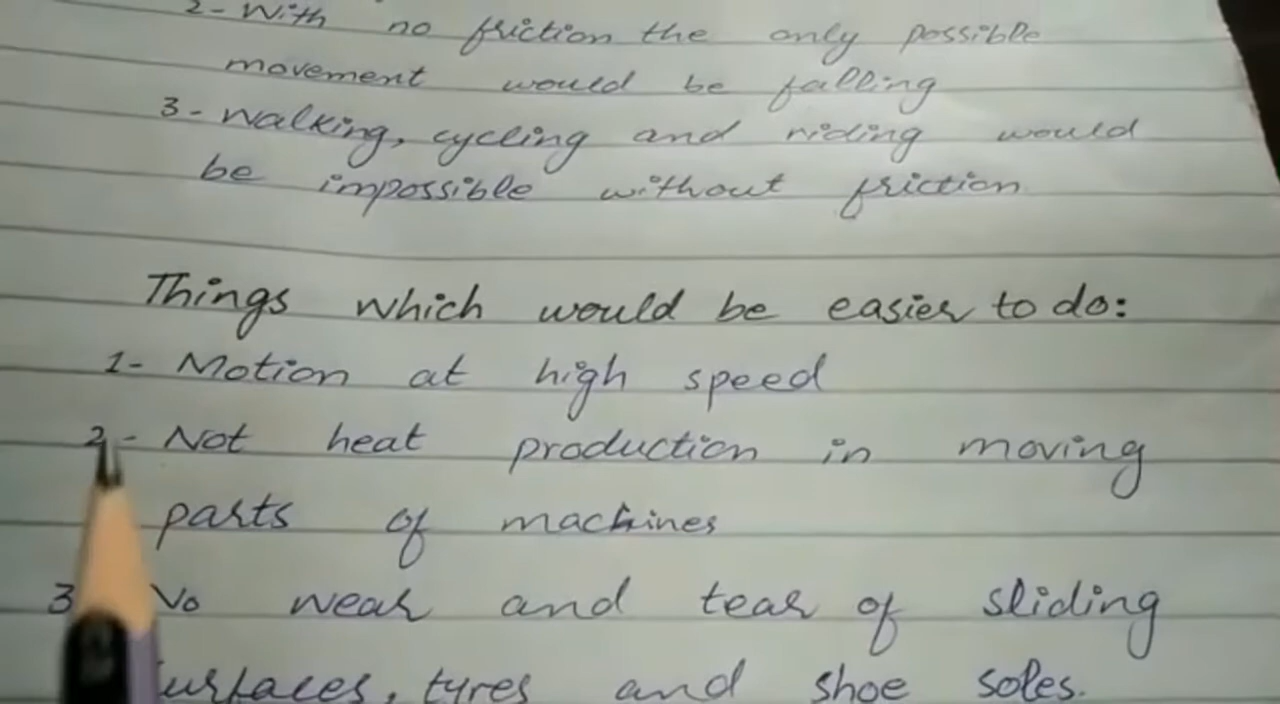 2- With no friction the only possible
movement would be falling
3- Walking, cycling and riding would
be impossible without friction
Things which would be easier to do:
1- Motion at high speed
2- Not heat production in moving
parts of machines
3 No wear and tear of sliding
surfaces, tyres and shoe soles.